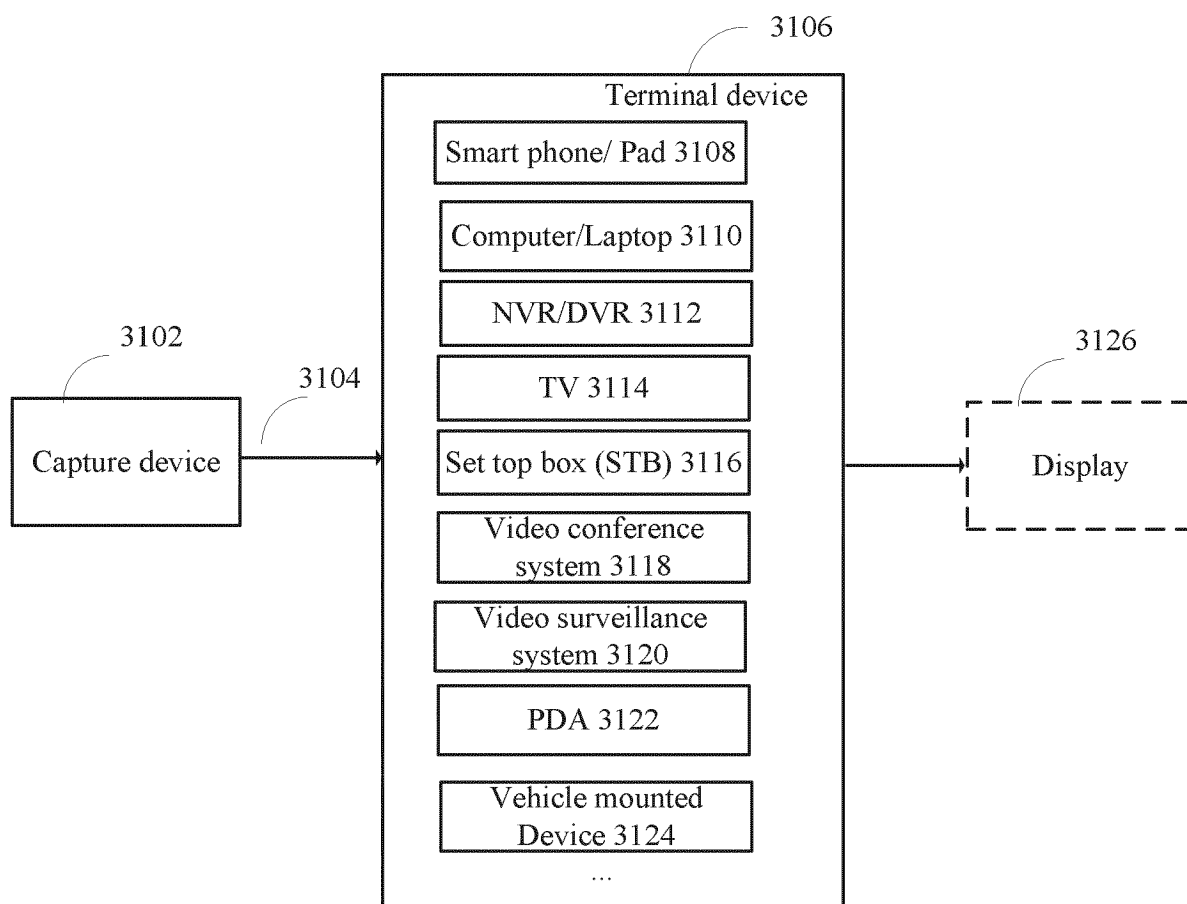 3106
Terminal device
Smart phone/ Pad 3108
Computer/Laptop 3110
NVR/DVR 3112
3102
3104
3126
TV 3114
Capture device
Set top box (STB) 3116
Display
Video conference
system 3118
Video surveillance
system 3120
PDA 3122
Vehicle mounted
Device 3124
...